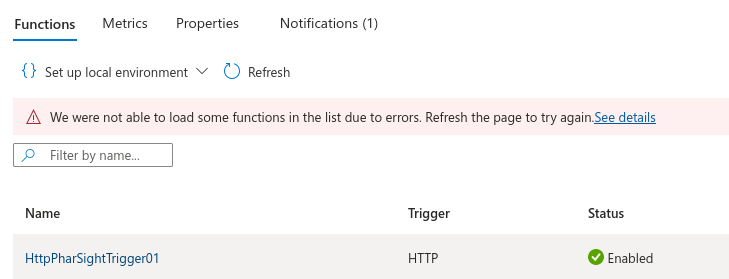 Functions Metrics Properties Notifications (1)
{} Set up local environment Refresh
We were not able to load some functions in the list due to errors. Refresh the page to try again.See details
Filter by name...
Name Trigger Status
HttpPharSightTrigger01 HTTP Enabled